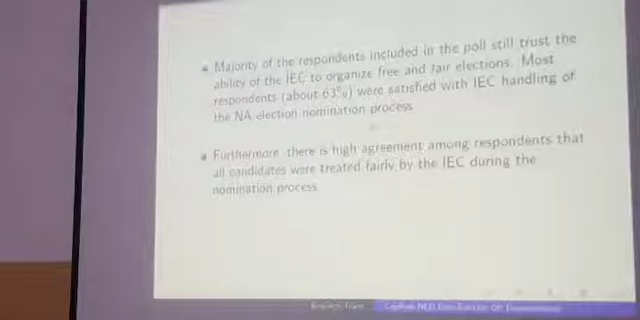 Majority of the respondents included in the poll still trust the
ability of the IEC to organize free and fair elections. Most
respondents (about 63%) were satisfied with IEC handling of
the NA election nomination process
Furthermore, there is high agreement among respondents that
all candidates were treated fairly by the IEC during the
nomination process